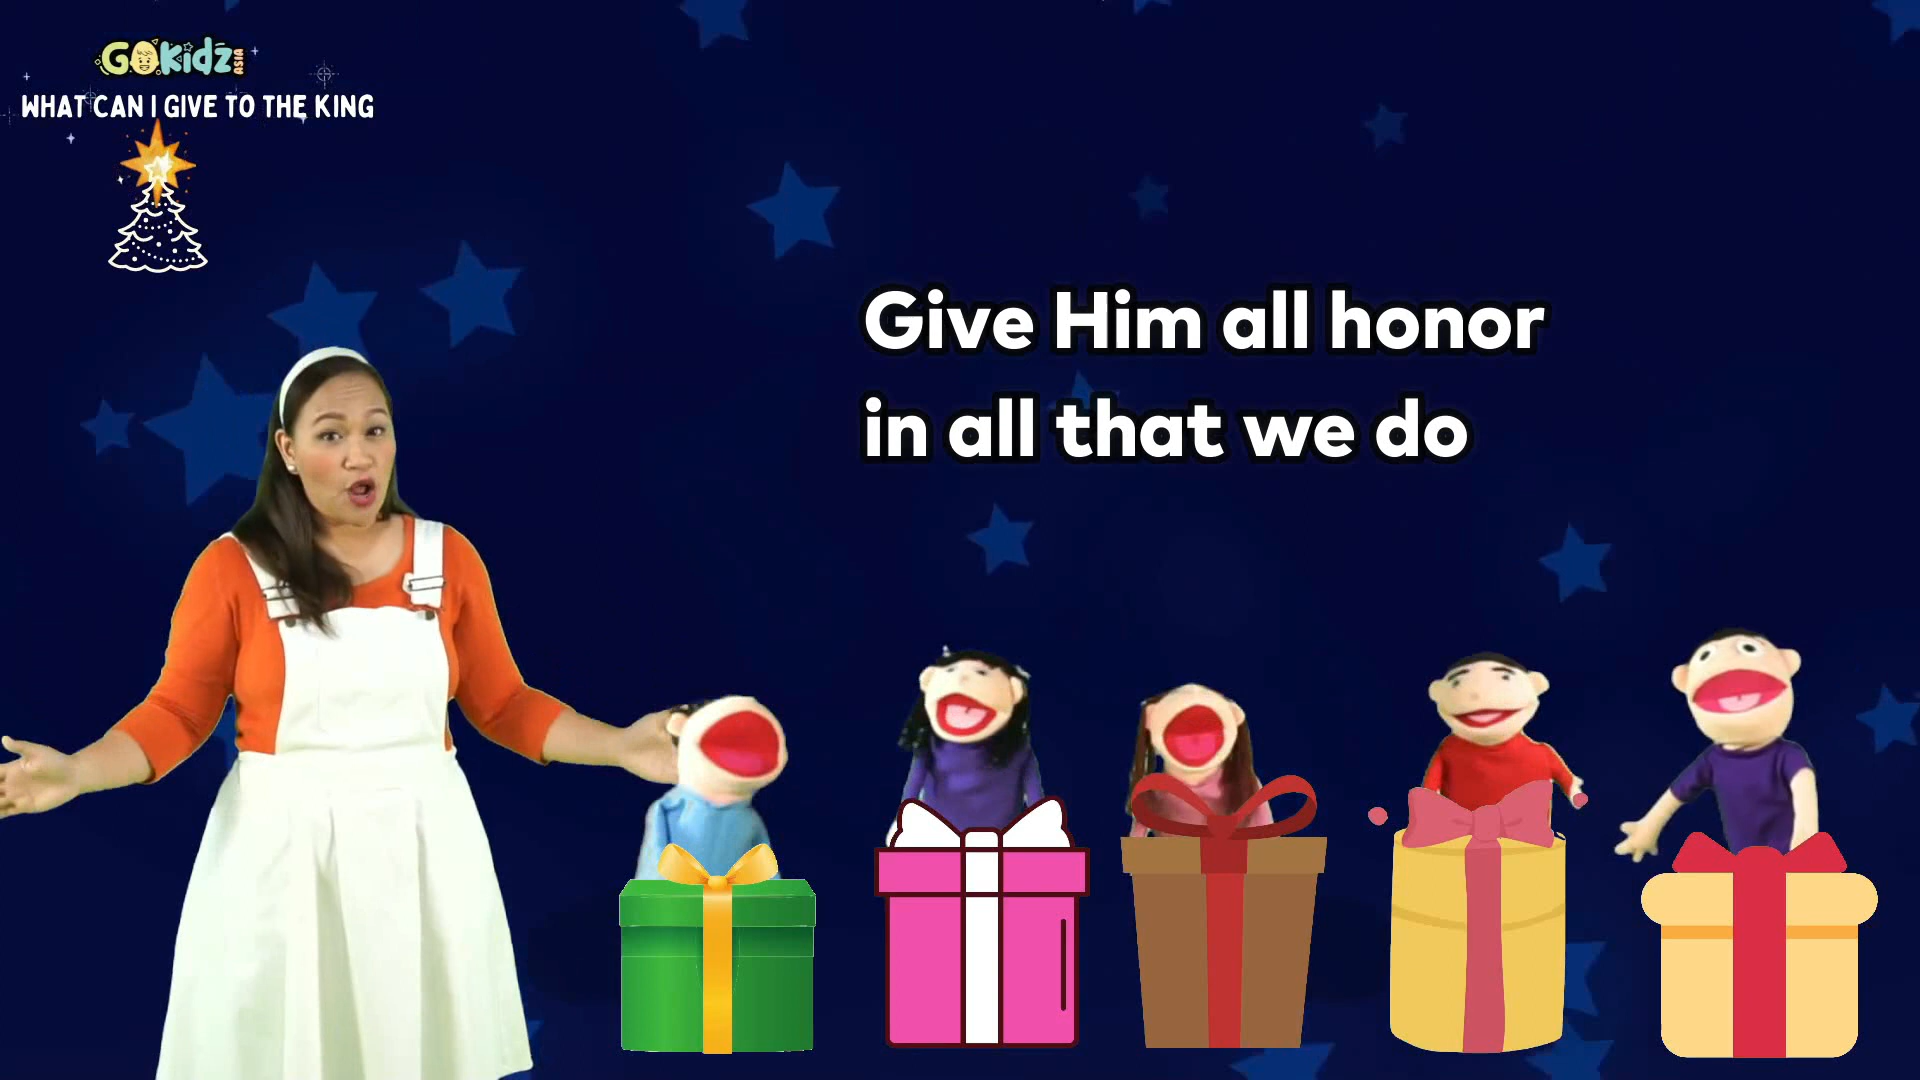 GOKidz ASIA
WHAT CAN I GIVE TO THE KING
Give Him all honor
in all that we do